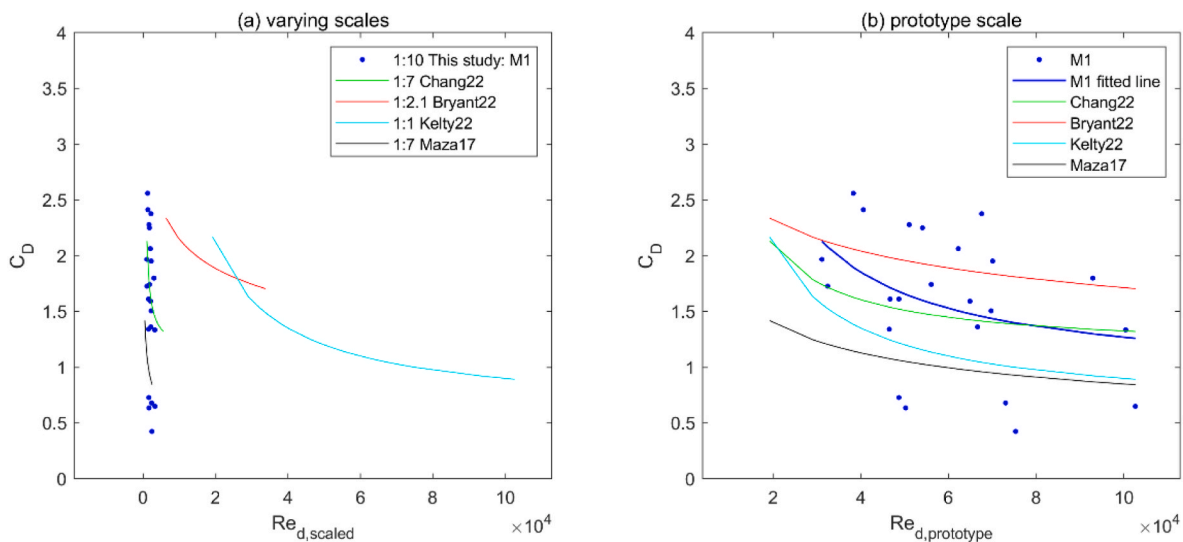 (a) varying scales
4
3.5
3
2.5
2
1.5
1
0.5
0
C_D
1:10 This study: M1
1:7 Chang22
1:2.1 Bryant22
1:1 Kelty22
1:7 Maza17
0 2 4 6 8 10
×10^4
Re_d,scaled
(b) prototype scale
4
3.5
3
2.5
2
1.5
1
0.5
0
C_D
M1
M1 fitted line
Chang22
Bryant22
Kelty22
Maza17
2 4 6 8 10
×10^4
Re_d,prototype